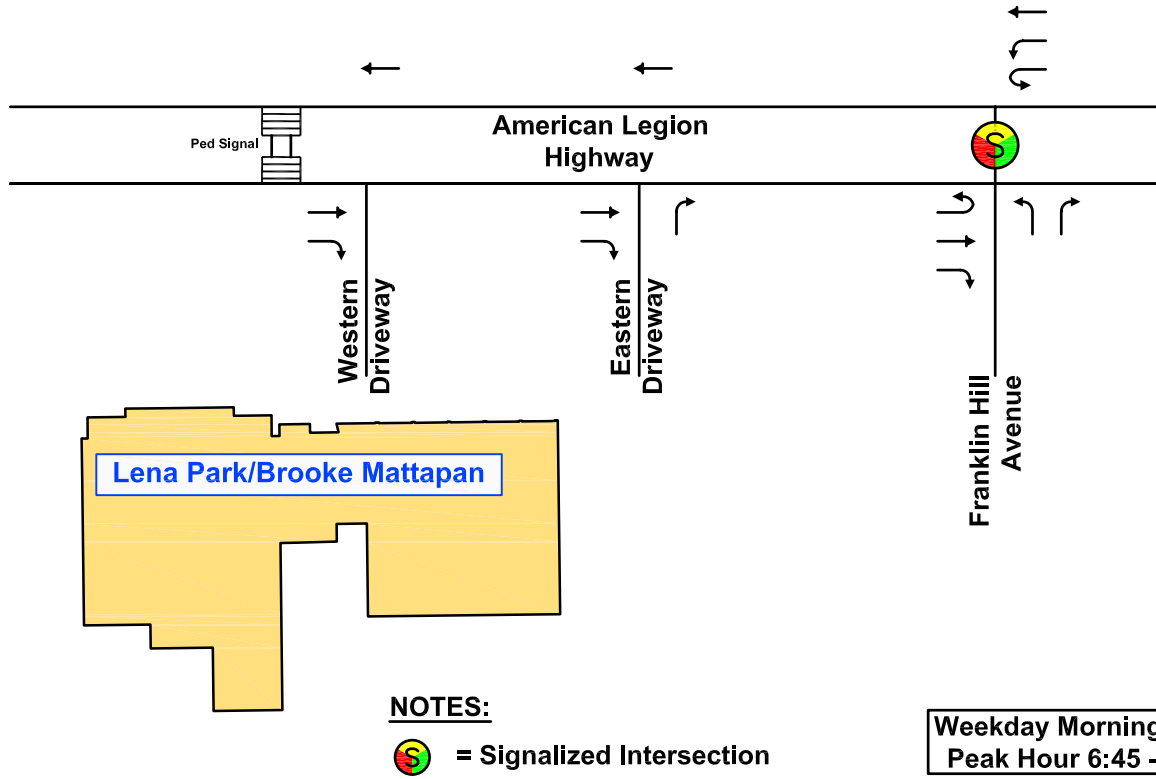 American Legion
Highway
Ped Signal
S
Western
Driveway
Eastern
Driveway
Franklin Hill
Avenue
Lena Park/Brooke Mattapan
NOTES:
S = Signalized Intersection
Weekday Morning
Peak Hour 6:45 -